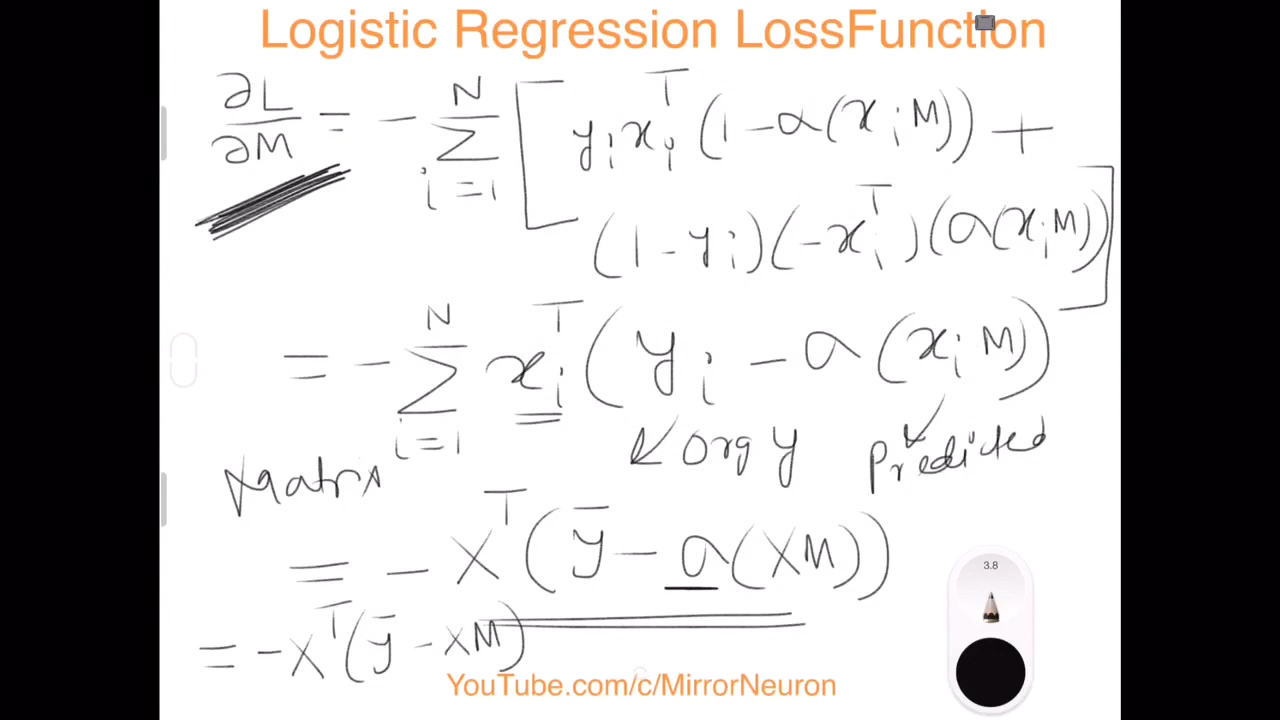 Logistic Regression LossFunction
∂L/∂M = - Σ_{i=1}^{N} [ y_i x_i^T (1 - σ(x_i M)) +
(1 - y_i)(-x_i^T)(σ(x_i M)) ]
= - Σ_{i=1}^{N} x_i^T (y_i - σ(x_i M))
Org y predicted
Matrix
= - X^T (ȳ - σ(XM))
= - X^T (ȳ - XM)
3.8
YouTube.com/c/MirrorNeuron